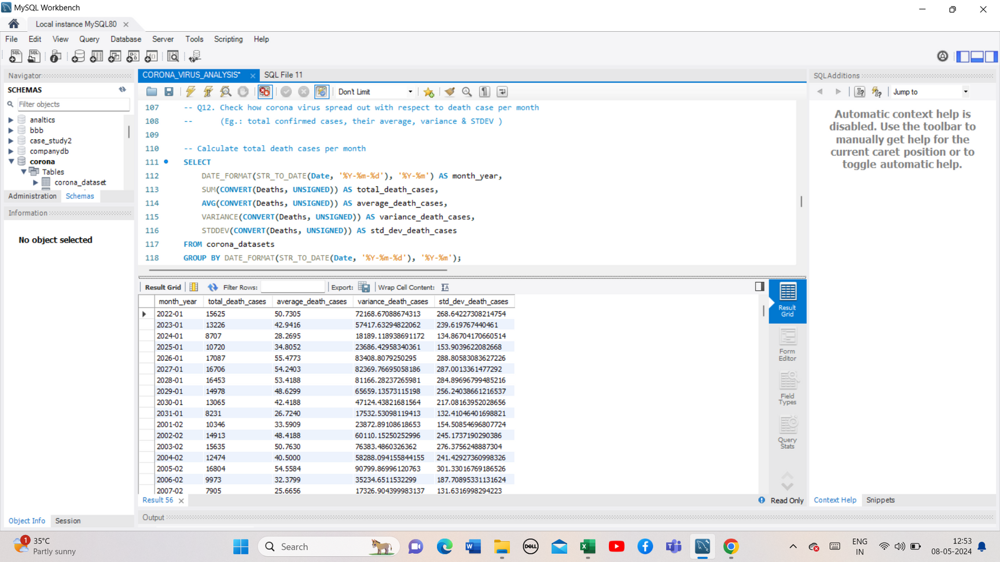 MySQL Workbench
Local instance MySQL80
File Edit View Query Database Server Tools Scripting Help
Navigator
SCHEMAS
Filter objects
analtics
bbb
case_study2
companydb
corona
Tables
corona_dataset
Administration Schemas
Information
No object selected
Object Info Session
CORONA_VIRUS_ANALYSIS* SQL File 11
Don't Limit
107 -- Q12. Check how corona virus spread out with respect to death case per month
108 -- (Eg.: total confirmed cases, their average, variance & STDEV )
109
110 -- Calculate total death cases per month
111 SELECT
112 DATE_FORMAT(STR_TO_DATE(Date, '%Y-%m-%d'), '%Y-%m') AS month_year,
113 SUM(CONVERT(Deaths, UNSIGNED)) AS total_death_cases,
114 AVG(CONVERT(Deaths, UNSIGNED)) AS average_death_cases,
115 VARIANCE(CONVERT(Deaths, UNSIGNED)) AS variance_death_cases,
116 STDDEV(CONVERT(Deaths, UNSIGNED)) AS std_dev_death_cases
117 FROM corona_datasets
118 GROUP BY DATE_FORMAT(STR_TO_DATE(Date, '%Y-%m-%d'), '%Y-%m');
Result Grid Filter Rows: Export: Wrap Cell Content:
month_year total_death_cases average_death_cases variance_death_cases std_dev_death_cases
2022-01 15625 50.7305 72168.67088674313 268.64227308214754
2023-01 13226 42.9416 57417.63294822062 239.619767440461
2024-01 8707 28.2695 18189.118938691172 134.86704170660514
2025-01 10720 34.8052 23686.42958340361 153.9039622082668
2026-01 17087 55.4773 83408.8079250295 288.80583083627226
2027-01 16706 54.2403 82369.76695058186 287.0013361477292
2028-01 16453 53.4188 81166.28237265981 284.89696799485216
2029-01 14978 48.6299 65659.13573115198 256.24038661216537
2030-01 13065 42.4188 47124.43821681564 217.08163952028656
2031-01 8231 26.7240 17532.53098119413 132.41046401698821
2001-02 10346 33.5909 23872.89108618653 154.50854696807724
2002-02 14913 48.4188 60110.15250252996 245.1737190290386
2003-02 15635 50.7630 76383.4860326362 276.3756248887304
2004-02 12474 40.5000 58288.094155844155 241.42927360998326
2005-02 16804 54.5584 90799.86996120763 301.33016769186526
2006-02 9973 32.3799 35234.6511532299 187.70895331131624
2007-02 7905 25.6656 17326.904399983137 131.6316998294223
Result 56
Read Only
Output
Result Grid
Form Editor
Field Types
Query Stats
SQLAdditions
Jump to
Automatic context help is
disabled. Use the toolbar to
manually get help for the
current caret position or to
toggle automatic help.
Context Help Snippets
1
35°C
Partly sunny
Search
DELL
ENG
IN
12:53
08-05-2024